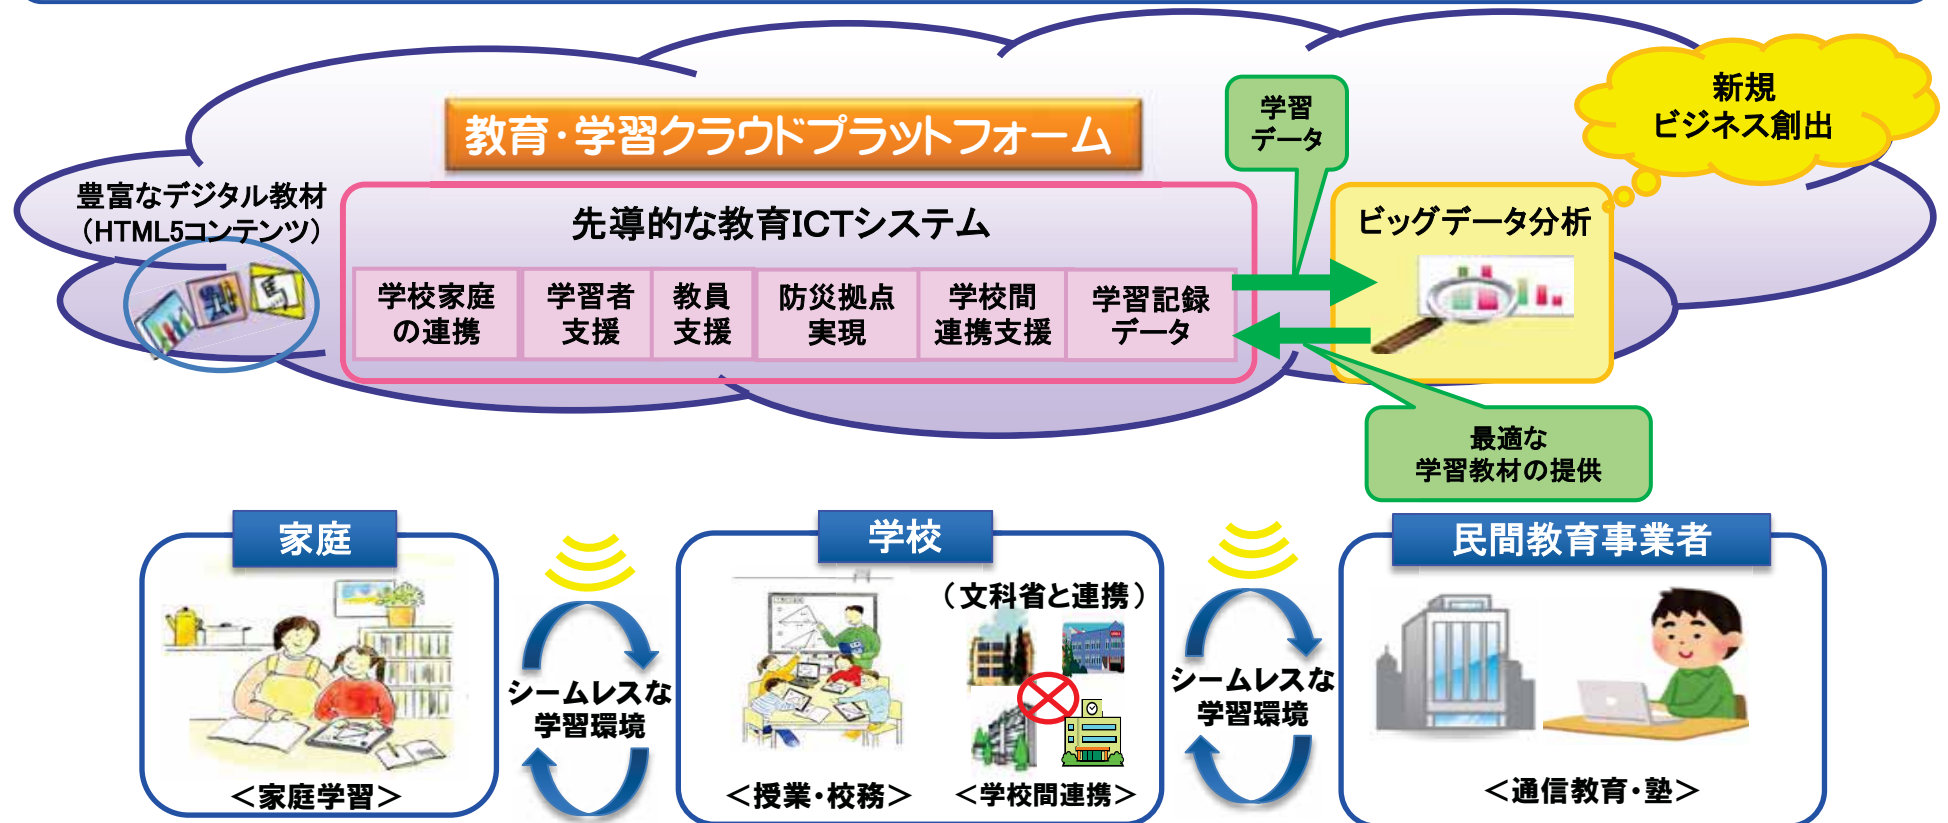 教育・学習クラウドプラットフォーム
学習
データ
新規
ビジネス創出
豊富なデジタル教材
（HTML5コンテンツ）
先導的な教育ICTシステム
ビッグデータ分析
学校家庭
の連携
学習者
支援
教員
支援
防災拠点
実現
学校間
連携支援
学習記録
データ
最適な
学習教材の提供
家庭
学校
民間教育事業者
（文科省と連携）
シームレスな
学習環境
シームレスな
学習環境
＜家庭学習＞
＜授業・校務＞
＜学校間連携＞
＜通信教育・塾＞
馬